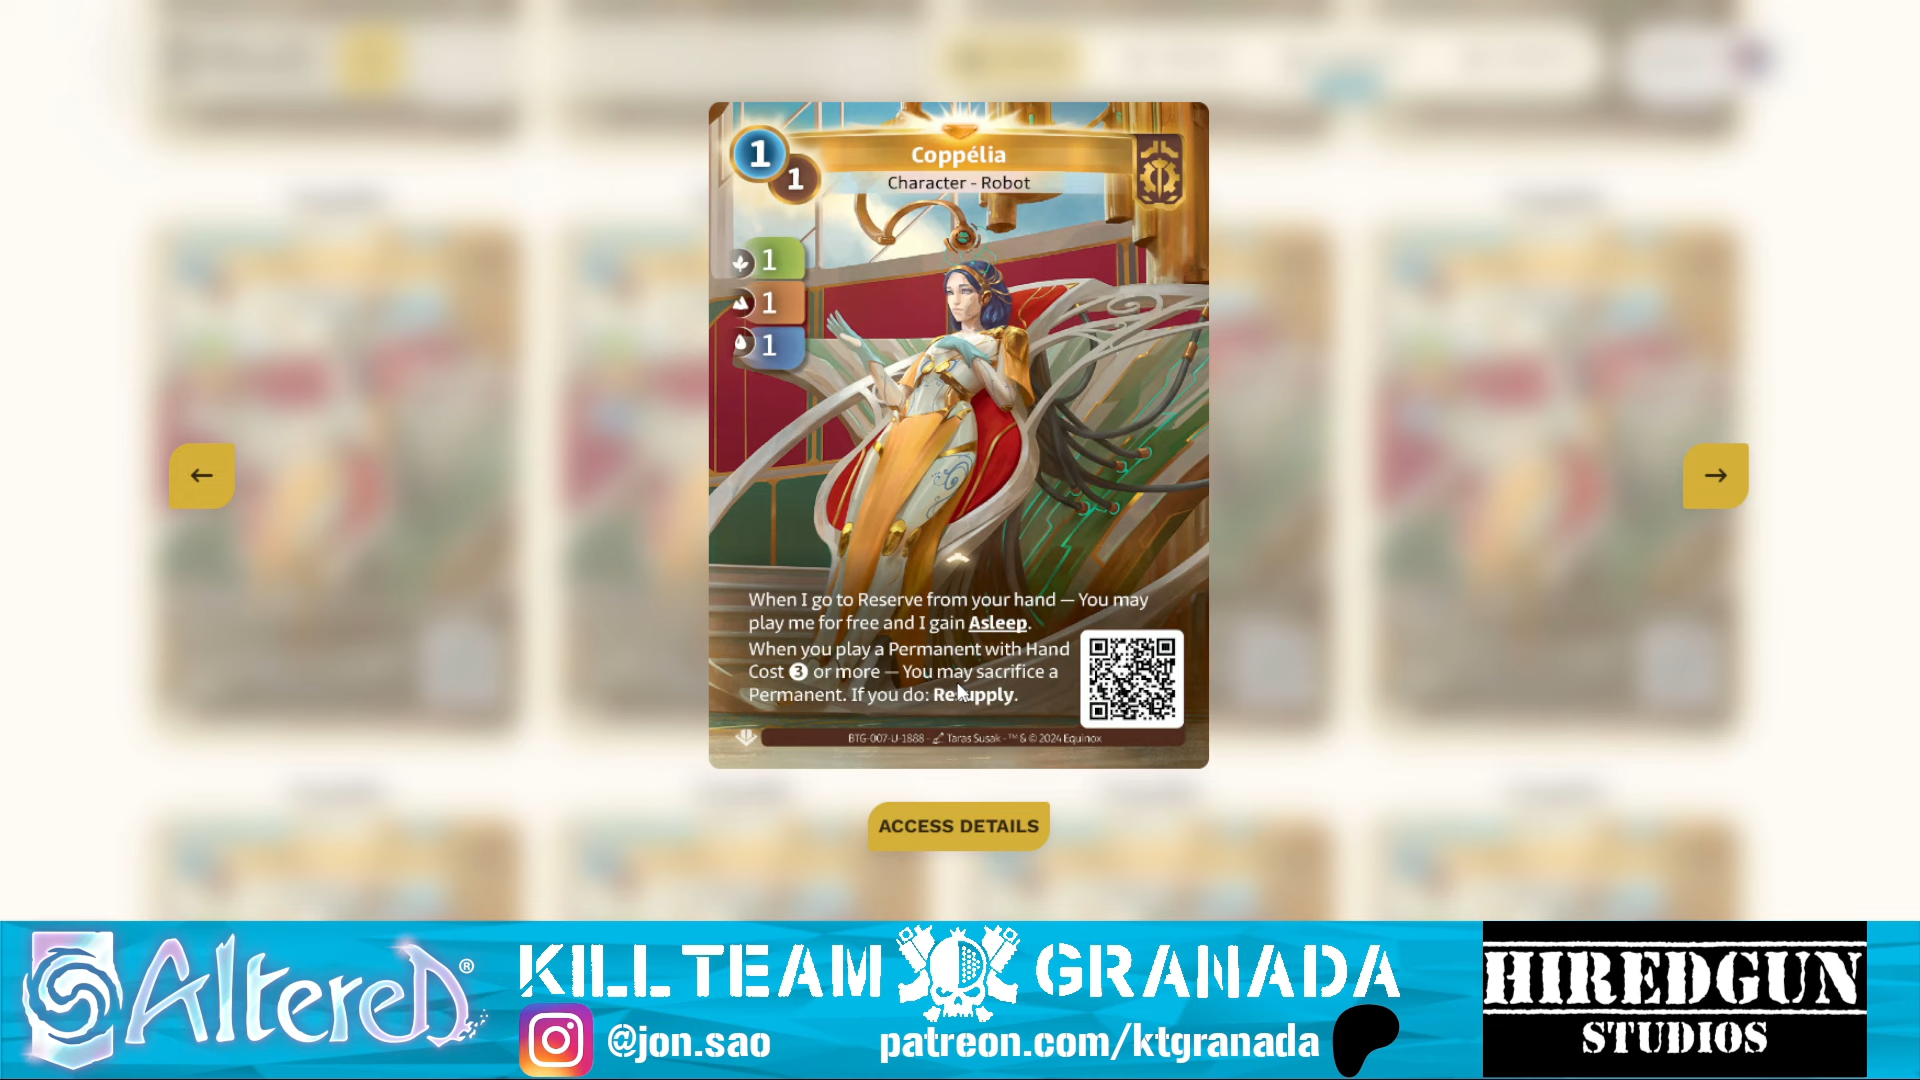 1
1
Coppélia
Character - Robot
1
1
1
When I go to Reserve from your hand — You may
play me for free and I gain Asleep.
When you play a Permanent with Hand
Cost 3 or more — You may sacrifice a
Permanent. If you do: Resupply.
BTG-007-U-1888 - Taras Susak - ™ & © 2024 Equinox
ACCESS DETAILS
Altered®
KILL TEAM GRANADA
@jon.sao
patreon.com/ktgranada
HIREDGUN
STUDIOS